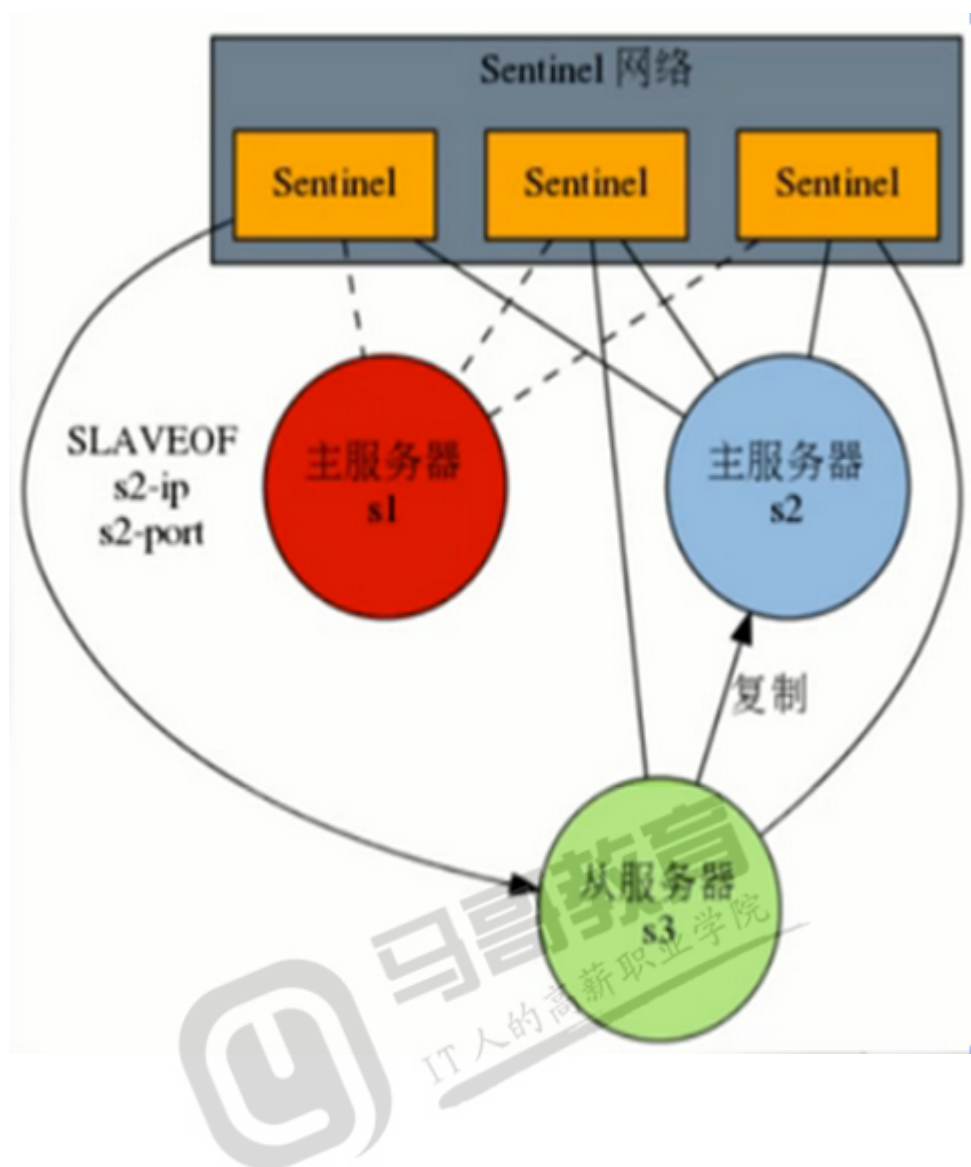 Sentinel 网络
Sentinel
Sentinel
Sentinel
SLAVEOF
s2-ip
s2-port
主服务器
s1
主服务器
s2
复制
从服务器
s3
马哥教育
IT人的高薪职业学院